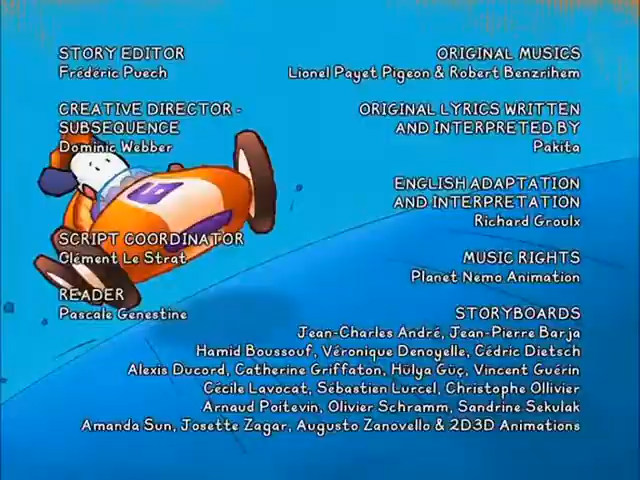 STORY EDITOR
Frédéric Puech
CREATIVE DIRECTOR -
SUBSEQUENCE
Dominic Webber
SCRIPT COORDINATOR
Clément Le Strat
READER
Pascale Genestine
ORIGINAL MUSICS
Lionel Payet Pigeon & Robert Benzrihem
ORIGINAL LYRICS WRITTEN
AND INTERPRETED BY
Pakita
ENGLISH ADAPTATION
AND INTERPRETATION
Richard Groulx
MUSIC RIGHTS
Planet Nemo Animation
STORYBOARDS
Jean-Charles André, Jean-Pierre Barja
Hamid Boussouf, Véronique Denoyelle, Cédric Dietsch
Alexis Ducord, Catherine Griffaton, Hülya Güç, Vincent Guérin
Cécile Lavocat, Sébastien Lurcel, Christophe Ollivier
Arnaud Poitevin, Olivier Schramm, Sandrine Sekulak
Amanda Sun, Josette Zagar, Augusto Zanovello & 2D3D Animations